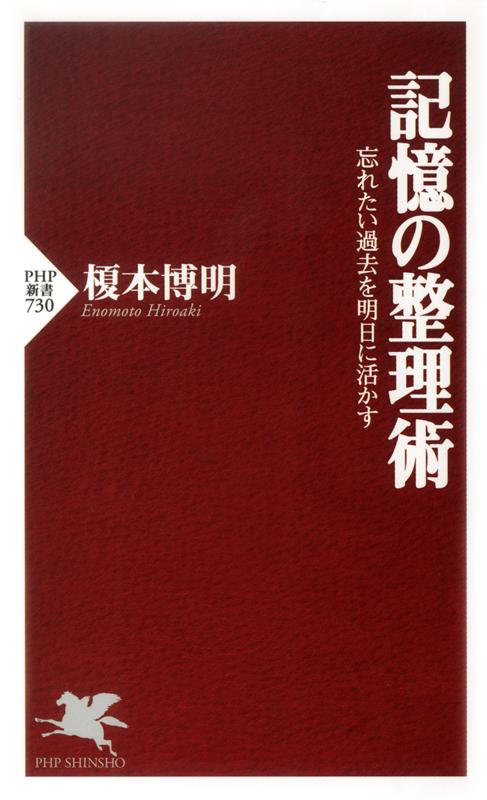 記憶の整理術
忘れたい過去を明日に活かす
榎本博明
Enomoto Hiroaki
PHP
新書
730
PHP SHINSHO